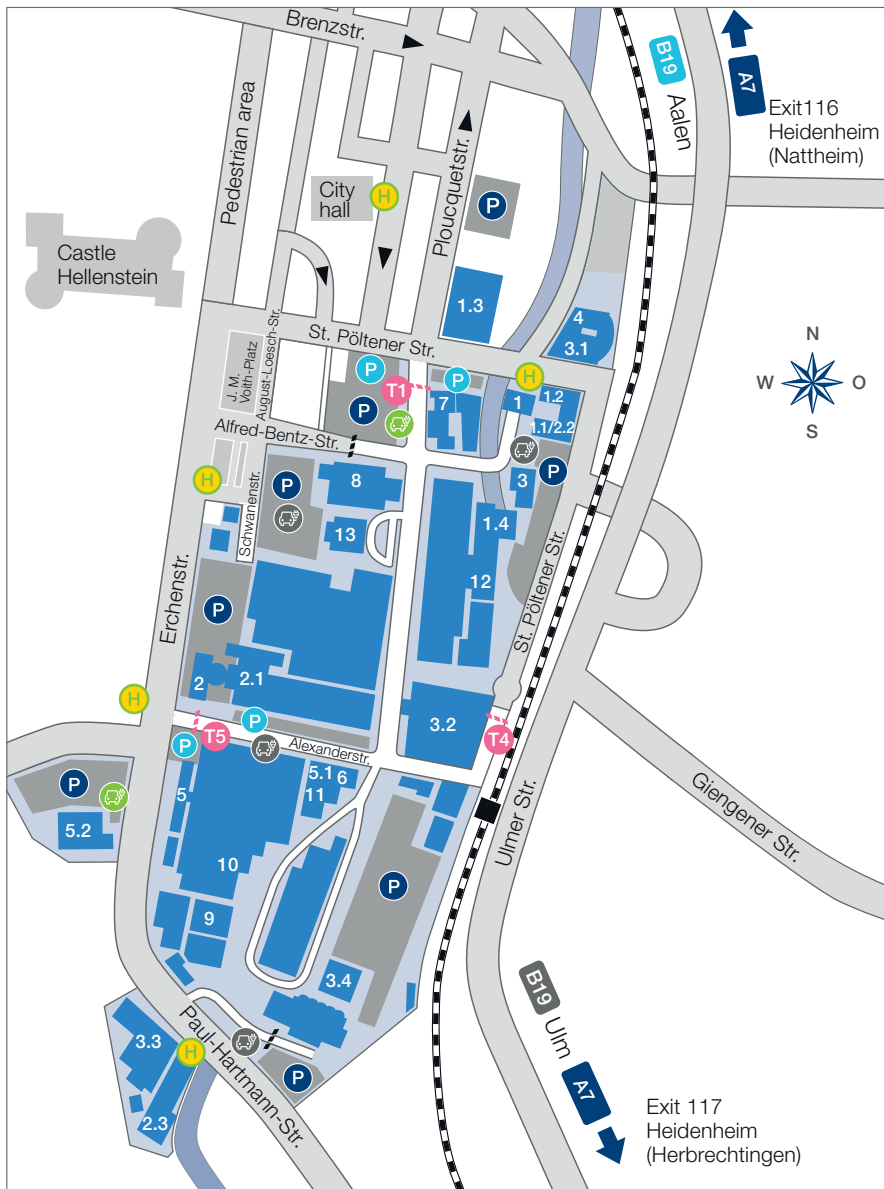 Brenzstr.
B19
Aalen
A7
Exit116
Heidenheim
(Nattheim)
Pedestrian area
City
hall
H
Ploucquetstr.
P
Castle
Hellenstein
1.3
4
3.1
St. Pöltener Str.
J. M.
Voith-Platz
August-Loesch-Str.
P
T1
P
H
N
W
O
S
P
7
1
1.2
1.1/2.2
Alfred-Bentz-Str.
H
P
8
3
P
Schwanenstr.
13
1.4
12
St. Pöltener Str.
Erchenstr.
P
2
2.1
H
P
3.2
T5
T4
P
Alexanderstr.
5.1
6
11
5
P
5.2
10
P
9
3.4
Ulmer Str.
Giengener Str.
B19
Ulm
A7
Exit 117
Heidenheim
(Herbrechtingen)
3.3
H
2.3
Paul-Hartmann-Str.
P